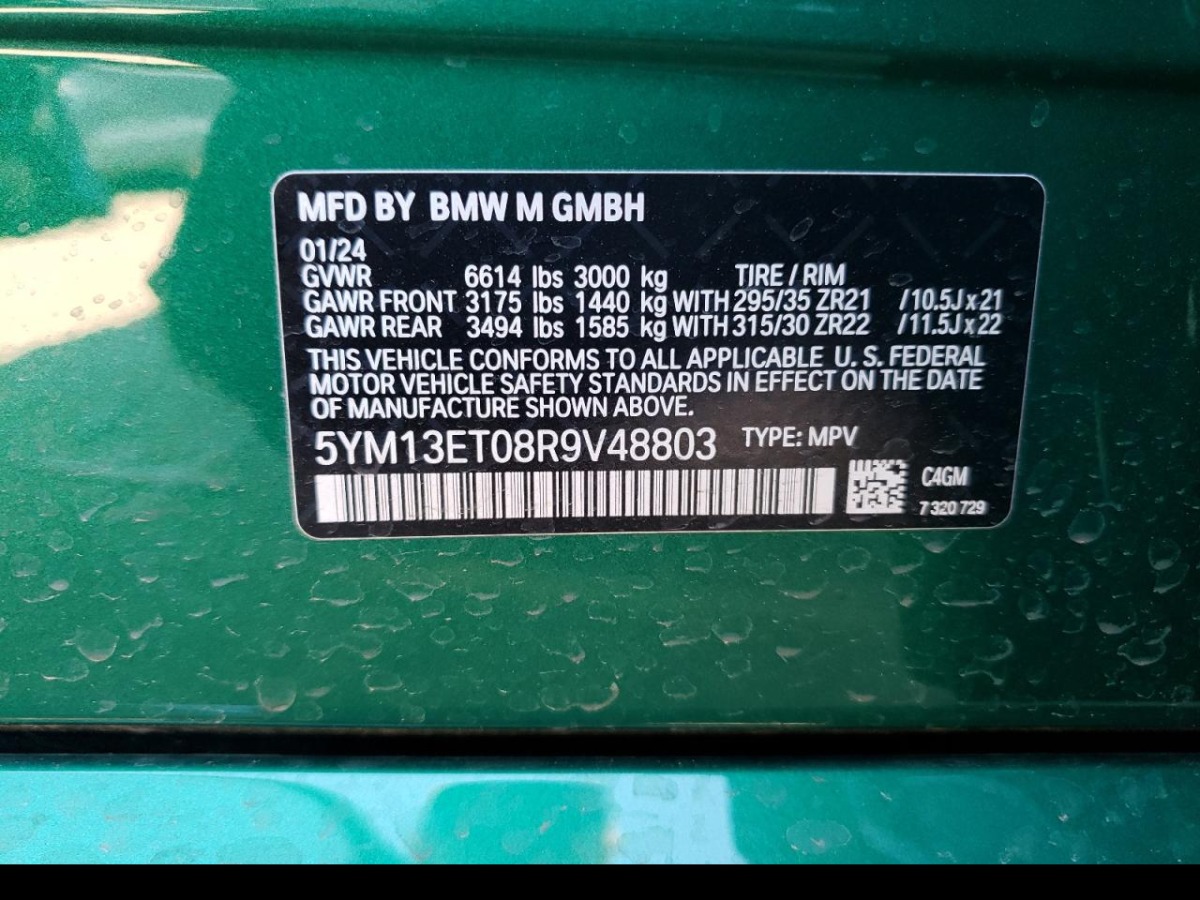 MFD BY BMW M GMBH
01/24
GVWR 6614 lbs 3000 kg TIRE / RIM
GAWR FRONT 3175 lbs 1440 kg WITH 295/35 ZR21 /10.5J x 21
GAWR REAR 3494 lbs 1585 kg WITH 315/30 ZR22 /11.5J x 22
THIS VEHICLE CONFORMS TO ALL APPLICABLE U. S. FEDERAL
MOTOR VEHICLE SAFETY STANDARDS IN EFFECT ON THE DATE
OF MANUFACTURE SHOWN ABOVE.
5YM13ET08R9V48803 TYPE: MPV
C4GM
7 320 729